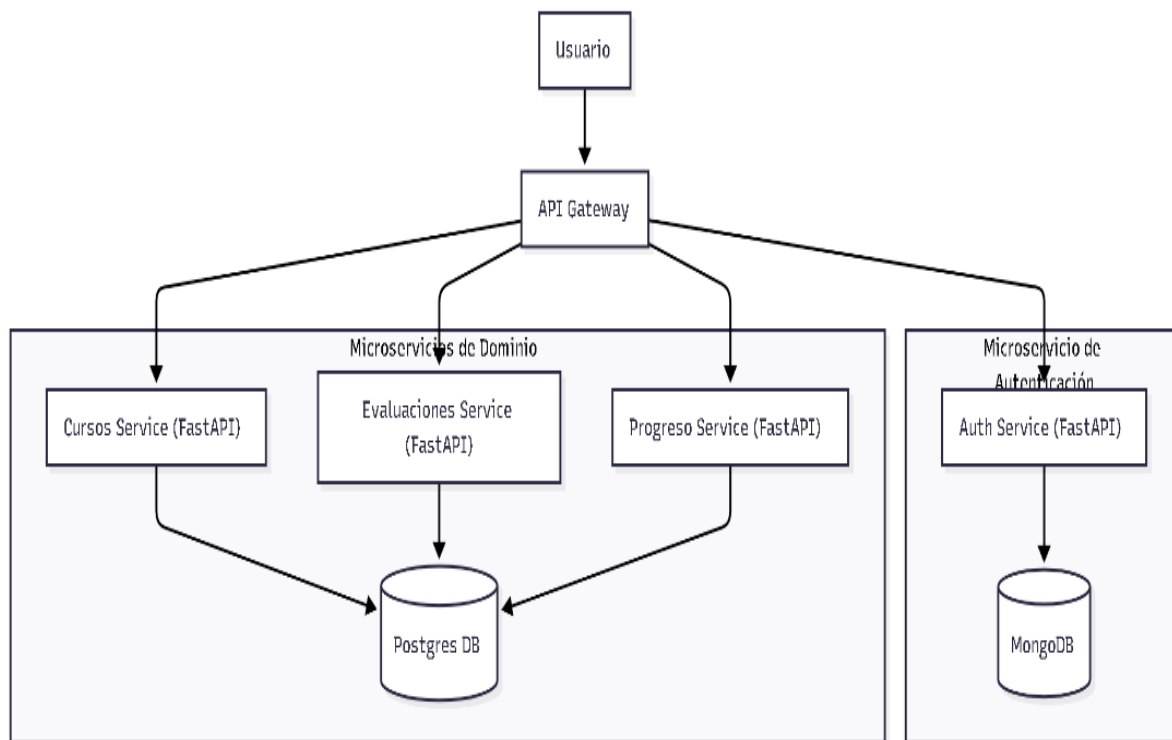 Usuario
API Gateway
Microservicios de Dominio
Microservicio de
Autenticación
Cursos Service (FastAPI)
Evaluaciones Service
(FastAPI)
Progreso Service (FastAPI)
Auth Service (FastAPI)
Postgres DB
MongoDB